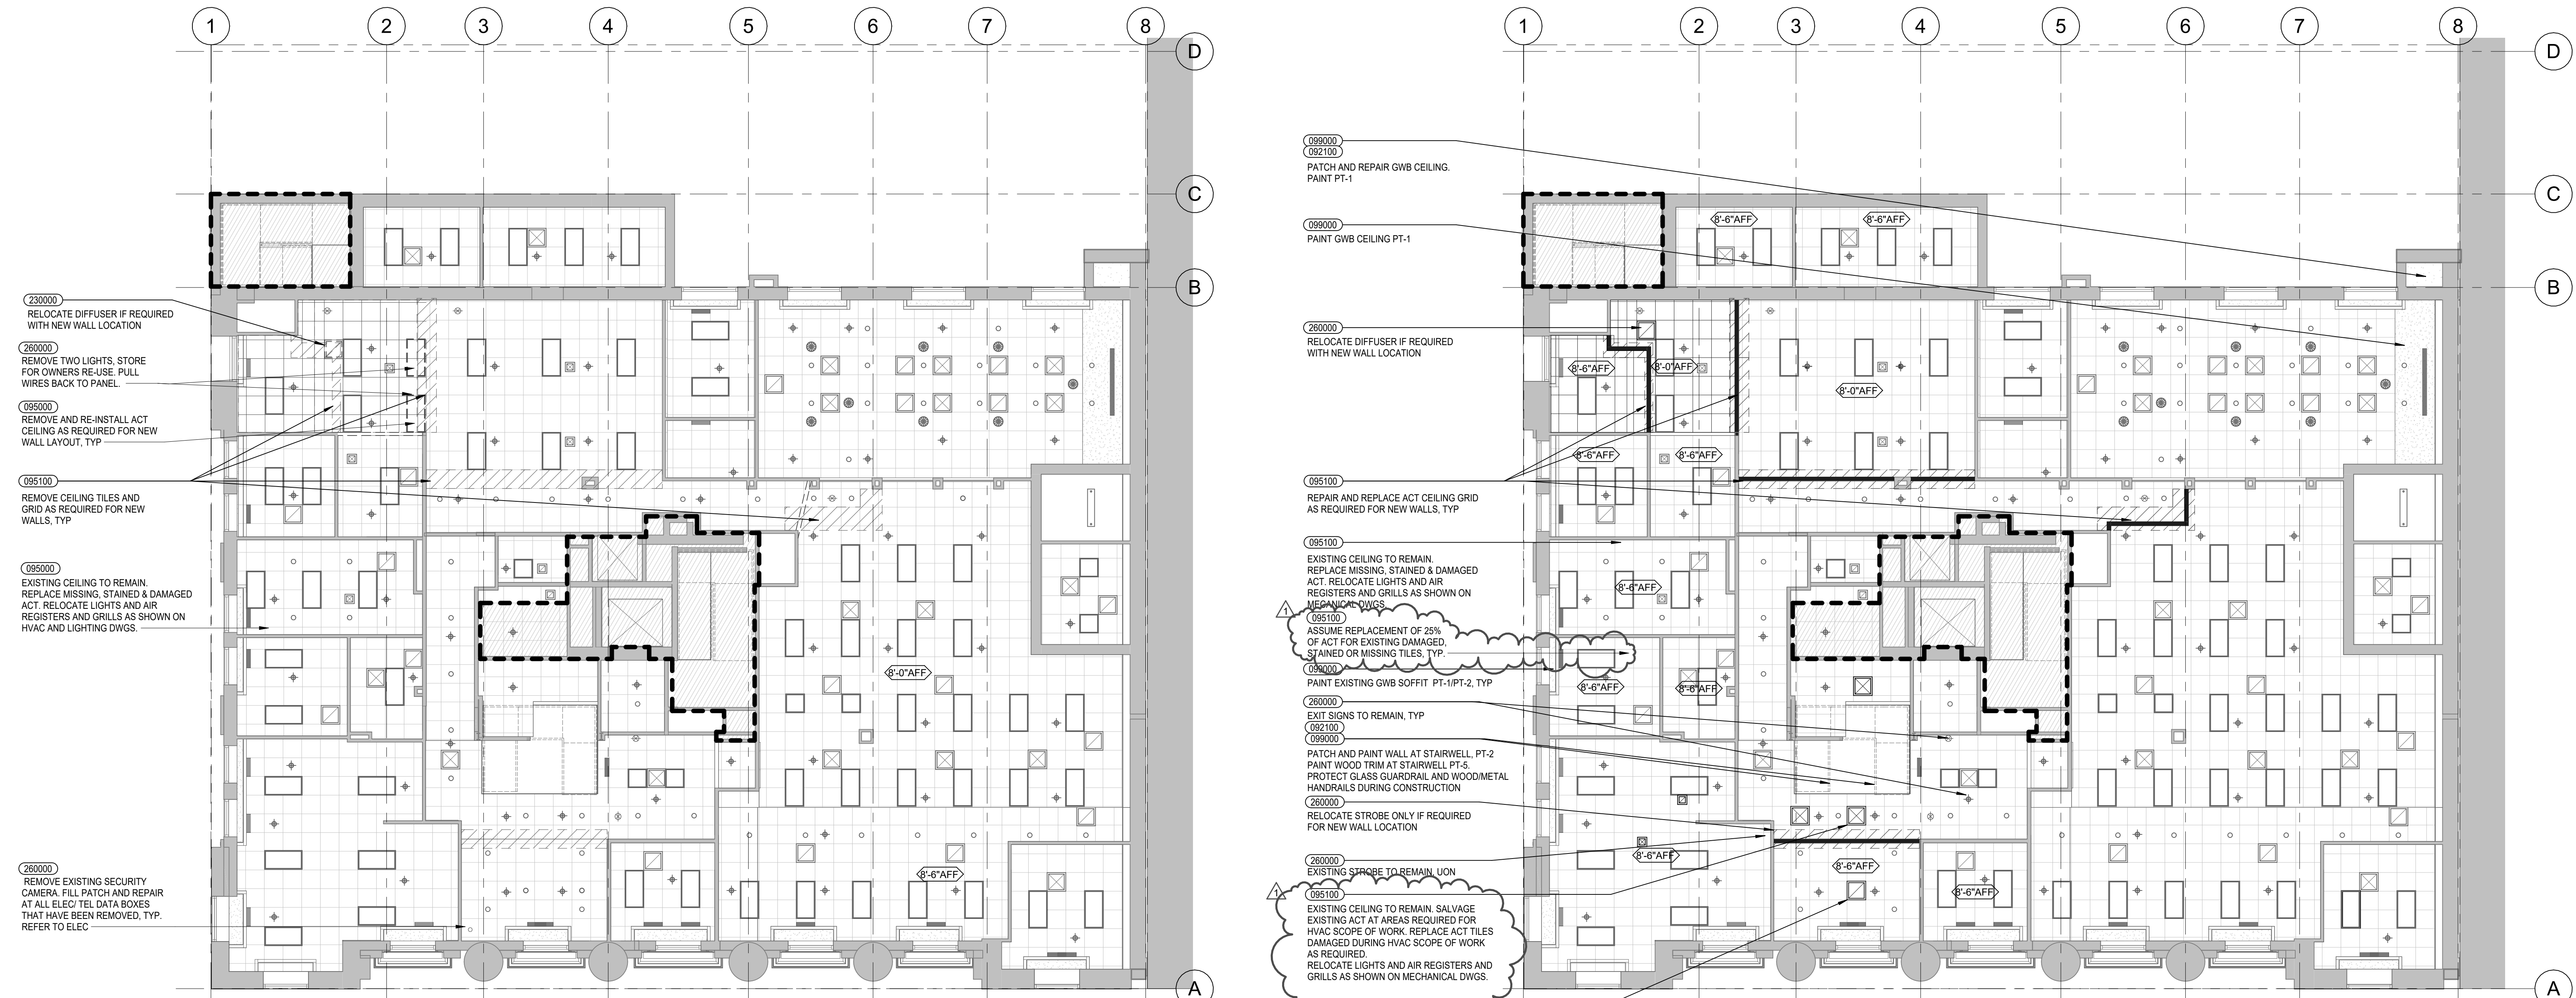 1 2 3 4 5 6 7 8
D
C
B
A
230000
RELOCATE DIFFUSER IF REQUIRED
WITH NEW WALL LOCATION
260000
REMOVE TWO LIGHTS, STORE
FOR OWNERS RE-USE. PULL
WIRES BACK TO PANEL.
095000
REMOVE AND RE-INSTALL ACT
CEILING AS REQUIRED FOR NEW
WALL LAYOUT, TYP
095100
REMOVE CEILING TILES AND
GRID AS REQUIRED FOR NEW
WALLS, TYP
095000
EXISTING CEILING TO REMAIN.
REPLACE MISSING, STAINED & DAMAGED
ACT. RELOCATE LIGHTS AND AIR
REGISTERS AND GRILLS AS SHOWN ON
HVAC AND LIGHTING DWGS.
260000
REMOVE EXISTING SECURITY
CAMERA. FILL PATCH AND REPAIR
AT ALL ELEC/ TEL DATA BOXES
THAT HAVE BEEN REMOVED, TYP.
REFER TO ELEC
8'-0"AFF
8'-6"AFF
1 2 3 4 5 6 7 8
D
C
B
A
099000
092100
PATCH AND REPAIR GWB CEILING.
PAINT PT-1
099000
PAINT GWB CEILING PT-1
260000
RELOCATE DIFFUSER IF REQUIRED
WITH NEW WALL LOCATION
095100
REPAIR AND REPLACE ACT CEILING GRID
AS REQUIRED FOR NEW WALLS, TYP
095100
EXISTING CEILING TO REMAIN.
REPLACE MISSING, STAINED & DAMAGED
ACT. RELOCATE LIGHTS AND AIR
REGISTERS AND GRILLS AS SHOWN ON
MECANICAL DWGS.
1
095100
ASSUME REPLACEMENT OF 25%
OF ACT FOR EXISTING DAMAGED,
STAINED OR MISSING TILES, TYP.
099000
PAINT EXISTING GWB SOFFIT PT-1/PT-2, TYP
260000
EXIT SIGNS TO REMAIN, TYP
092100
099000
PATCH AND PAINT WALL AT STAIRWELL, PT-2
PAINT WOOD TRIM AT STAIRWELL PT-5.
PROTECT GLASS GUARDRAIL AND WOOD/METAL
HANDRAILS DURING CONSTRUCTION
260000
RELOCATE STROBE ONLY IF REQUIRED
FOR NEW WALL LOCATION
260000
EXISTING STROBE TO REMAIN, UON
1
095100
EXISTING CEILING TO REMAIN. SALVAGE
EXISTING ACT AT AREAS REQUIRED FOR
HVAC SCOPE OF WORK. REPLACE ACT TILES
DAMAGED DURING HVAC SCOPE OF WORK
AS REQUIRED.
RELOCATE LIGHTS AND AIR REGISTERS AND
GRILLS AS SHOWN ON MECHANICAL DWGS.
8'-6"AFF
8'-6"AFF
8'-6"AFF
8'-0"AFF
8'-0"AFF
8'-6"AFF
8'-6"AFF
8'-6"AFF
8'-6"AFF
8'-6"AFF
8'-6"AFF
8'-6"AFF
8'-6"AFF